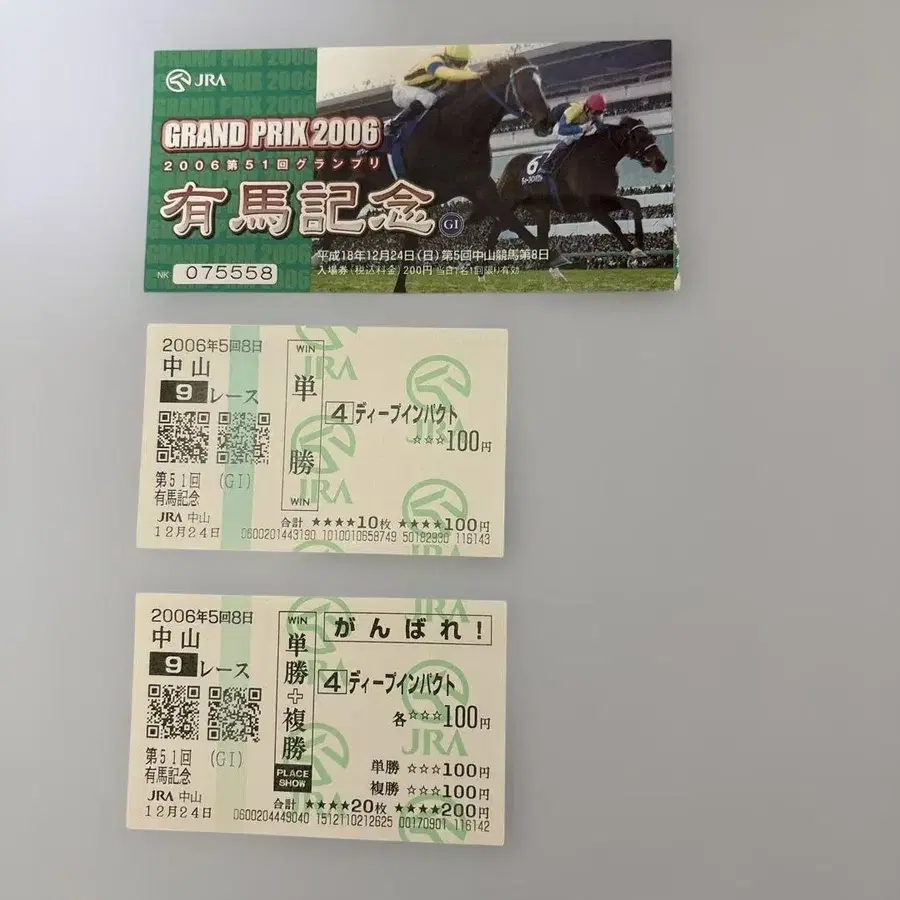 JRA
GRAND PRIX 2006
2006第51回グランプリ
有馬記念 GI
平成18年12月24日(日)第5回中山競馬第8日
入場券(税込料金)200円 当日1名1回限り有効
NK 075558
2006年5回8日
中山
9レース
第51回 (GI)
有馬記念
JRA 中山
12月24日
WIN
単勝
WIN
4 ディープインパクト
☆☆☆100円
合計 ★★★★10枚 ★★★★100円
0600201443190 1010010658749 50182930 116143
2006年5回8日
中山
9レース
第51回 (GI)
有馬記念
JRA 中山
12月24日
WIN
単勝+複勝
PLACE
SHOW
がんばれ!
4 ディープインパクト
各☆☆☆100円
単勝 ☆☆☆100円
複勝 ☆☆☆100円
合計 ★★★★20枚 ★★★★200円
0600204449040 1512110212625 00170901 116142